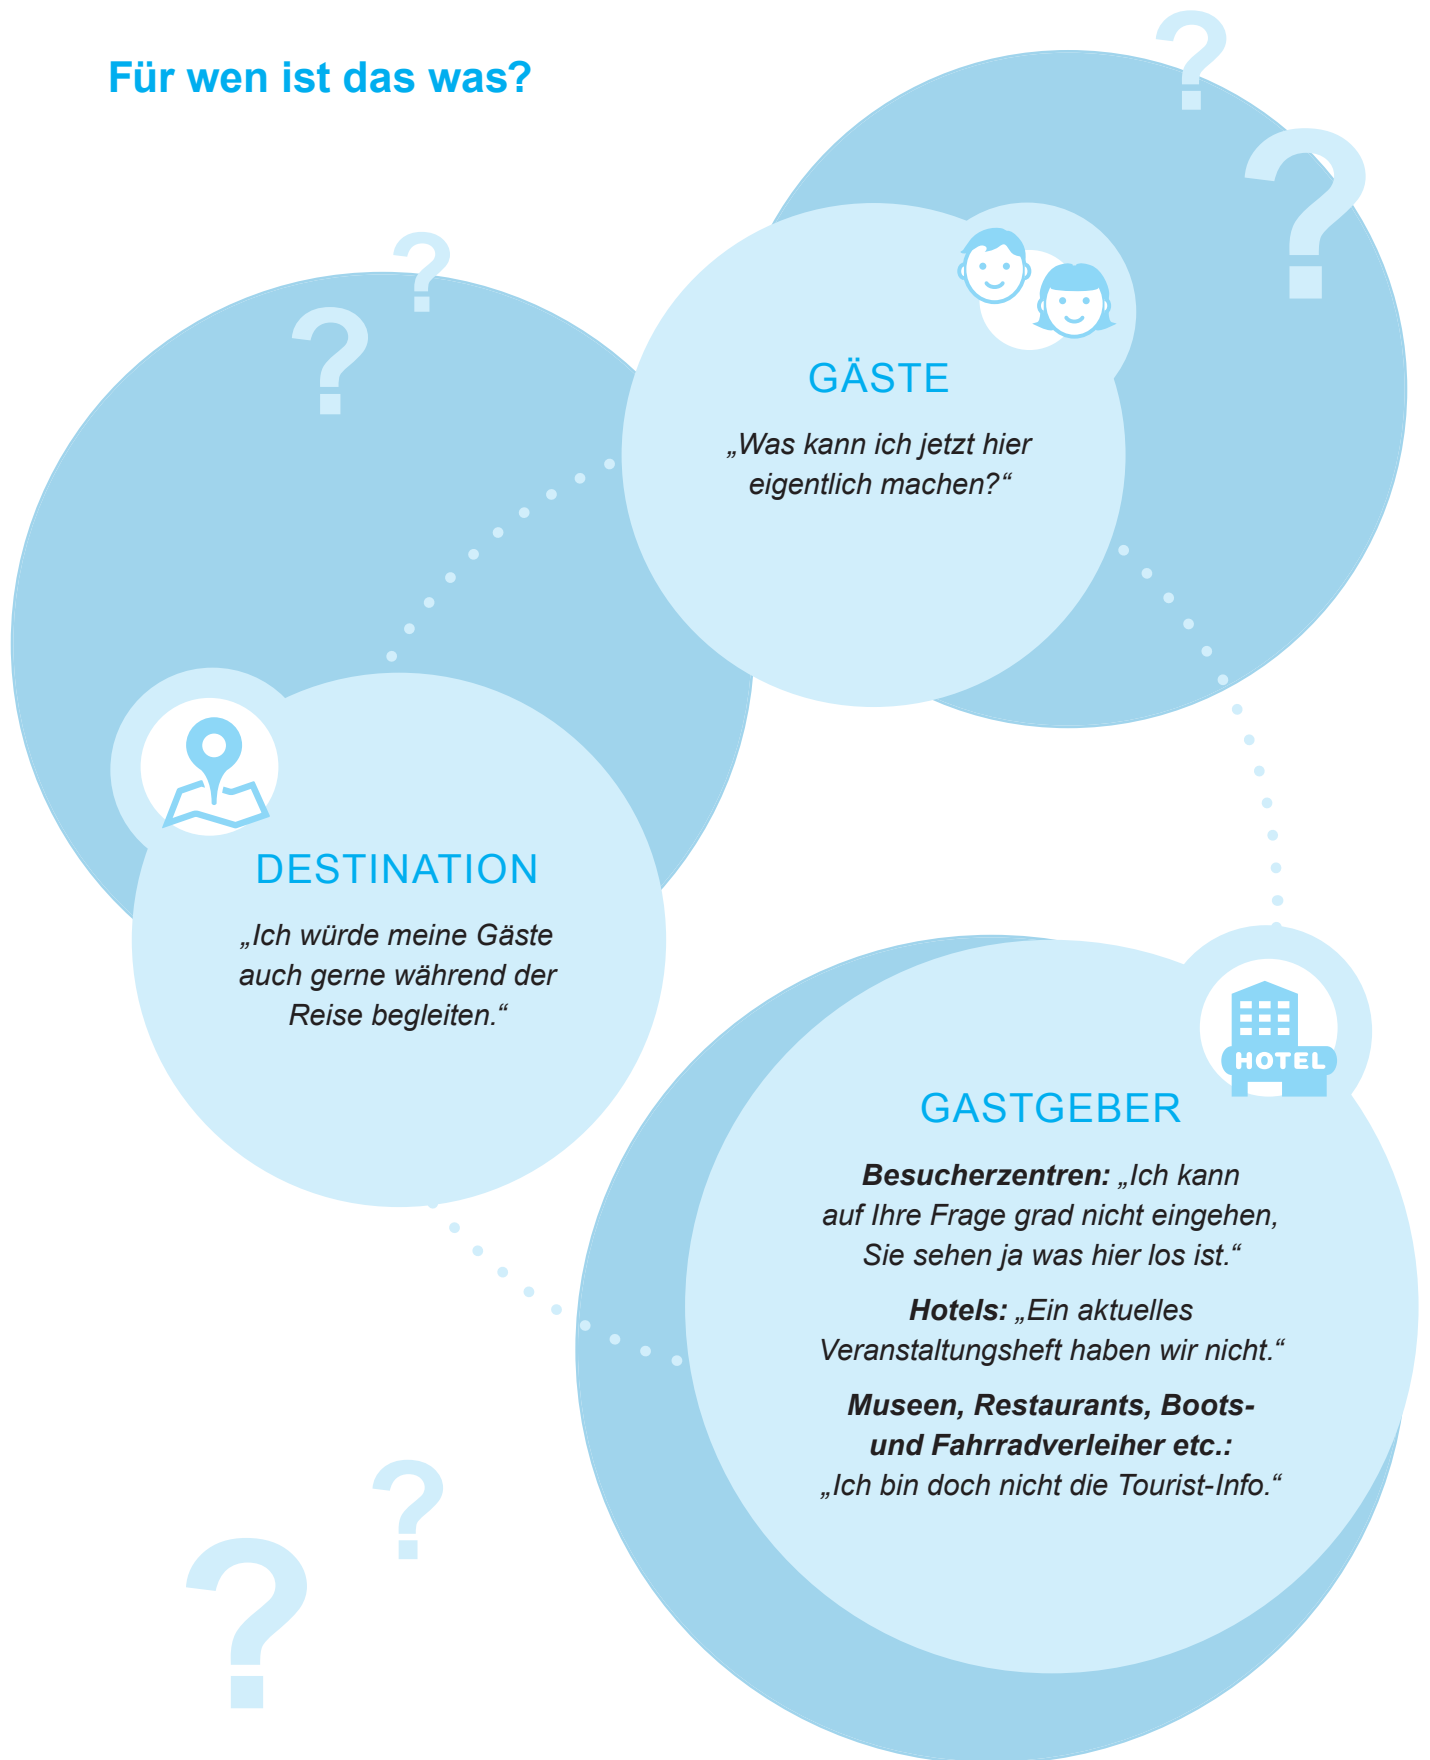 Für wen ist das was?
?
?
?
?
GÄSTE
„Was kann ich jetzt hier
eigentlich machen?“
DESTINATION
„Ich würde meine Gäste
auch gerne während der
Reise begleiten.“
HOTEL
GASTGEBER
Besucherzentren: „Ich kann
auf Ihre Frage grad nicht eingehen,
Sie sehen ja was hier los ist.“
Hotels: „Ein aktuelles
Veranstaltungsheft haben wir nicht.“
Museen, Restaurants, Boots-
und Fahrradverleiher etc.:
„Ich bin doch nicht die Tourist-Info.“
?
?